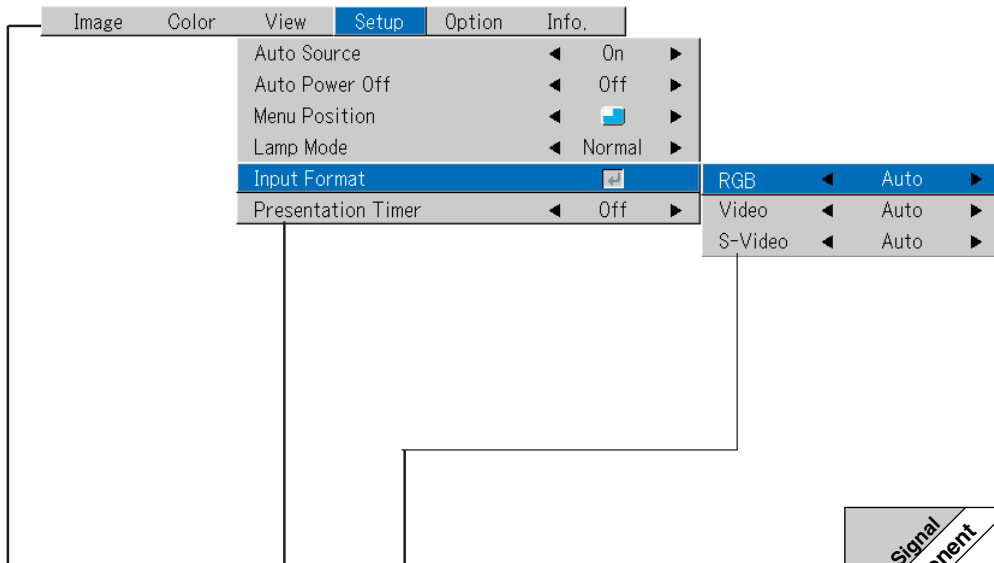 Image Color View Setup Option Info.
Auto Source ◀ On ▶
Auto Power Off ◀ Off ▶
Menu Position ◀ ▶
Lamp Mode ◀ Normal ▶
Input Format
Presentation Timer ◀ Off ▶
RGB ◀ Auto ▶
Video ◀ Auto ▶
S-Video ◀ Auto ▶
Signal